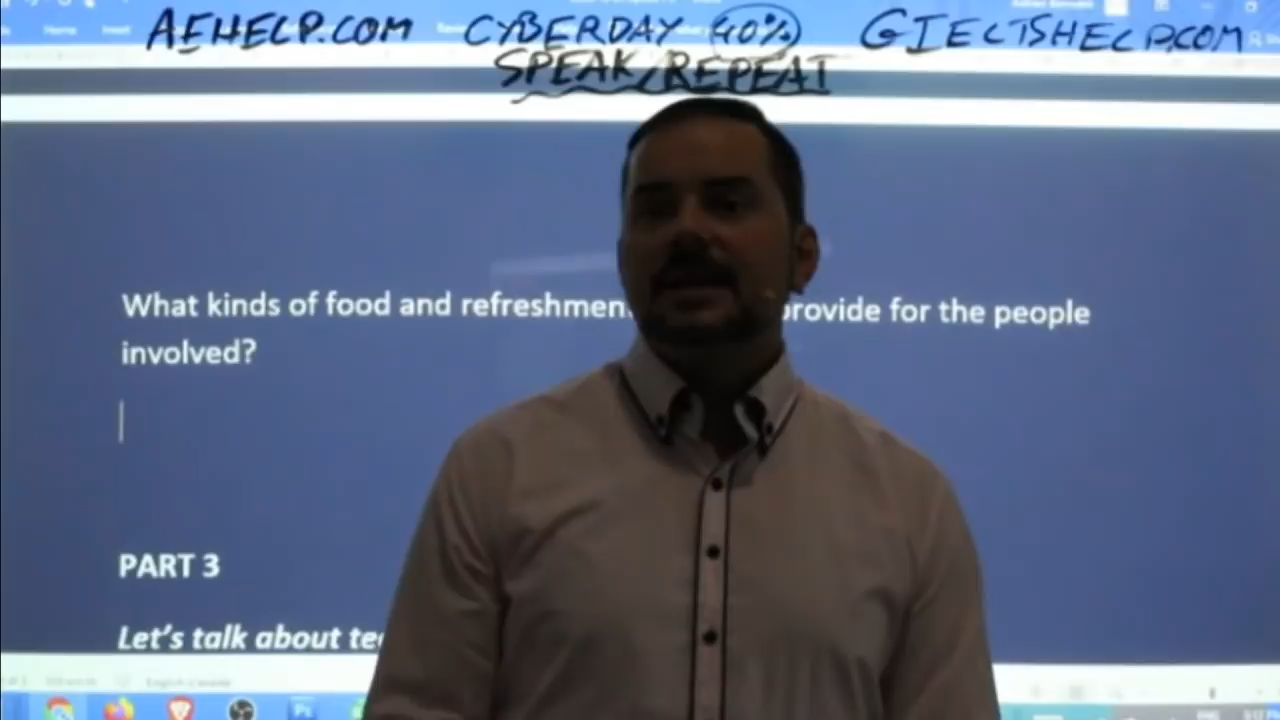 AEHELP.COM CYBERDAY 40% GIELTSHELP.COM
SPEAK/REPEAT
What kinds of food and refreshmen provide for the people
involved?
PART 3
Let's talk about te